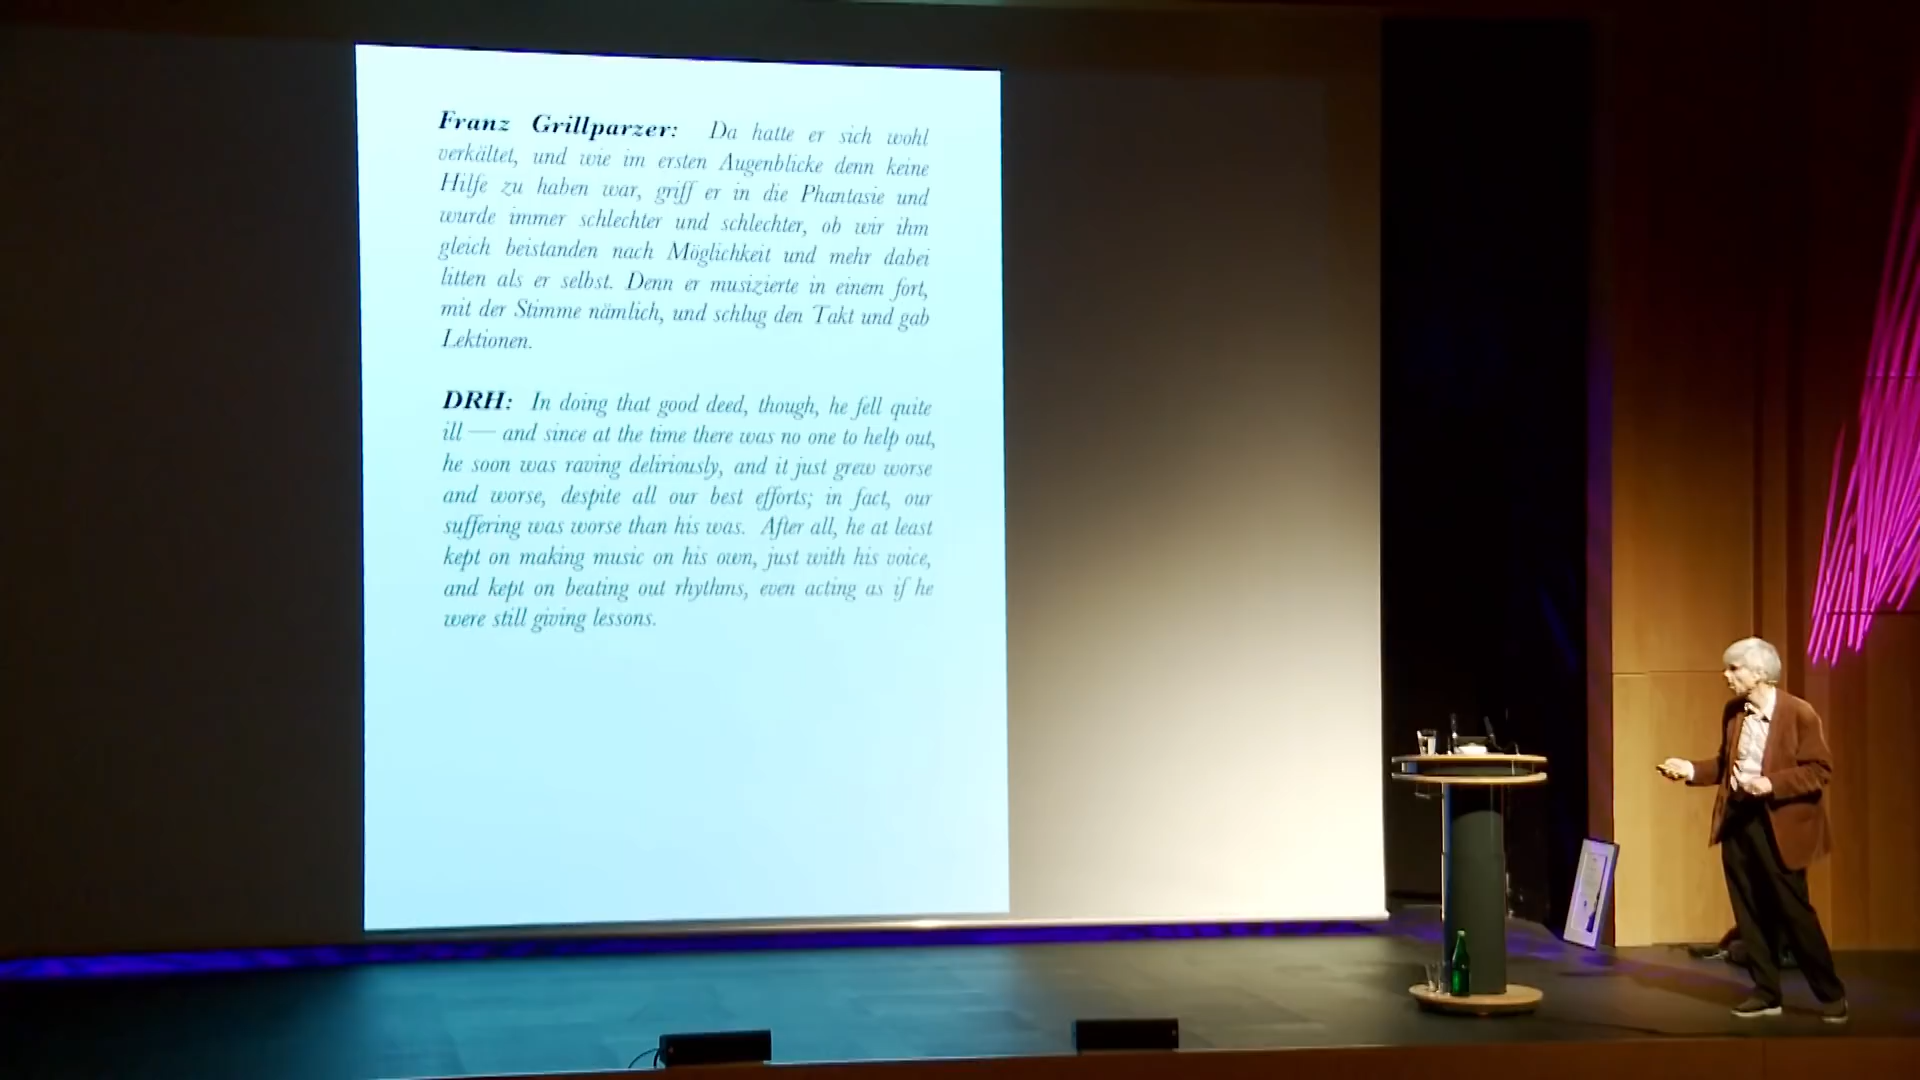 Franz Grillparzer: Da hatte er sich wohl
verkältet, und wie im ersten Augenblicke denn keine
Hilfe zu haben war, griff er in die Phantasie und
wurde immer schlechter und schlechter, ob wir ihm
gleich beistanden nach Möglichkeit und mehr dabei
litten als er selbst. Denn er musizierte in einem fort,
mit der Stimme nämlich, und schlug den Takt und gab
Lektionen.
DRH: In doing that good deed, though, he fell quite
ill — and since at the time there was no one to help out,
he soon was raving deliriously, and it just grew worse
and worse, despite all our best efforts; in fact, our
suffering was worse than his was. After all, he at least
kept on making music on his own, just with his voice,
and kept on beating out rhythms, even acting as if he
were still giving lessons.